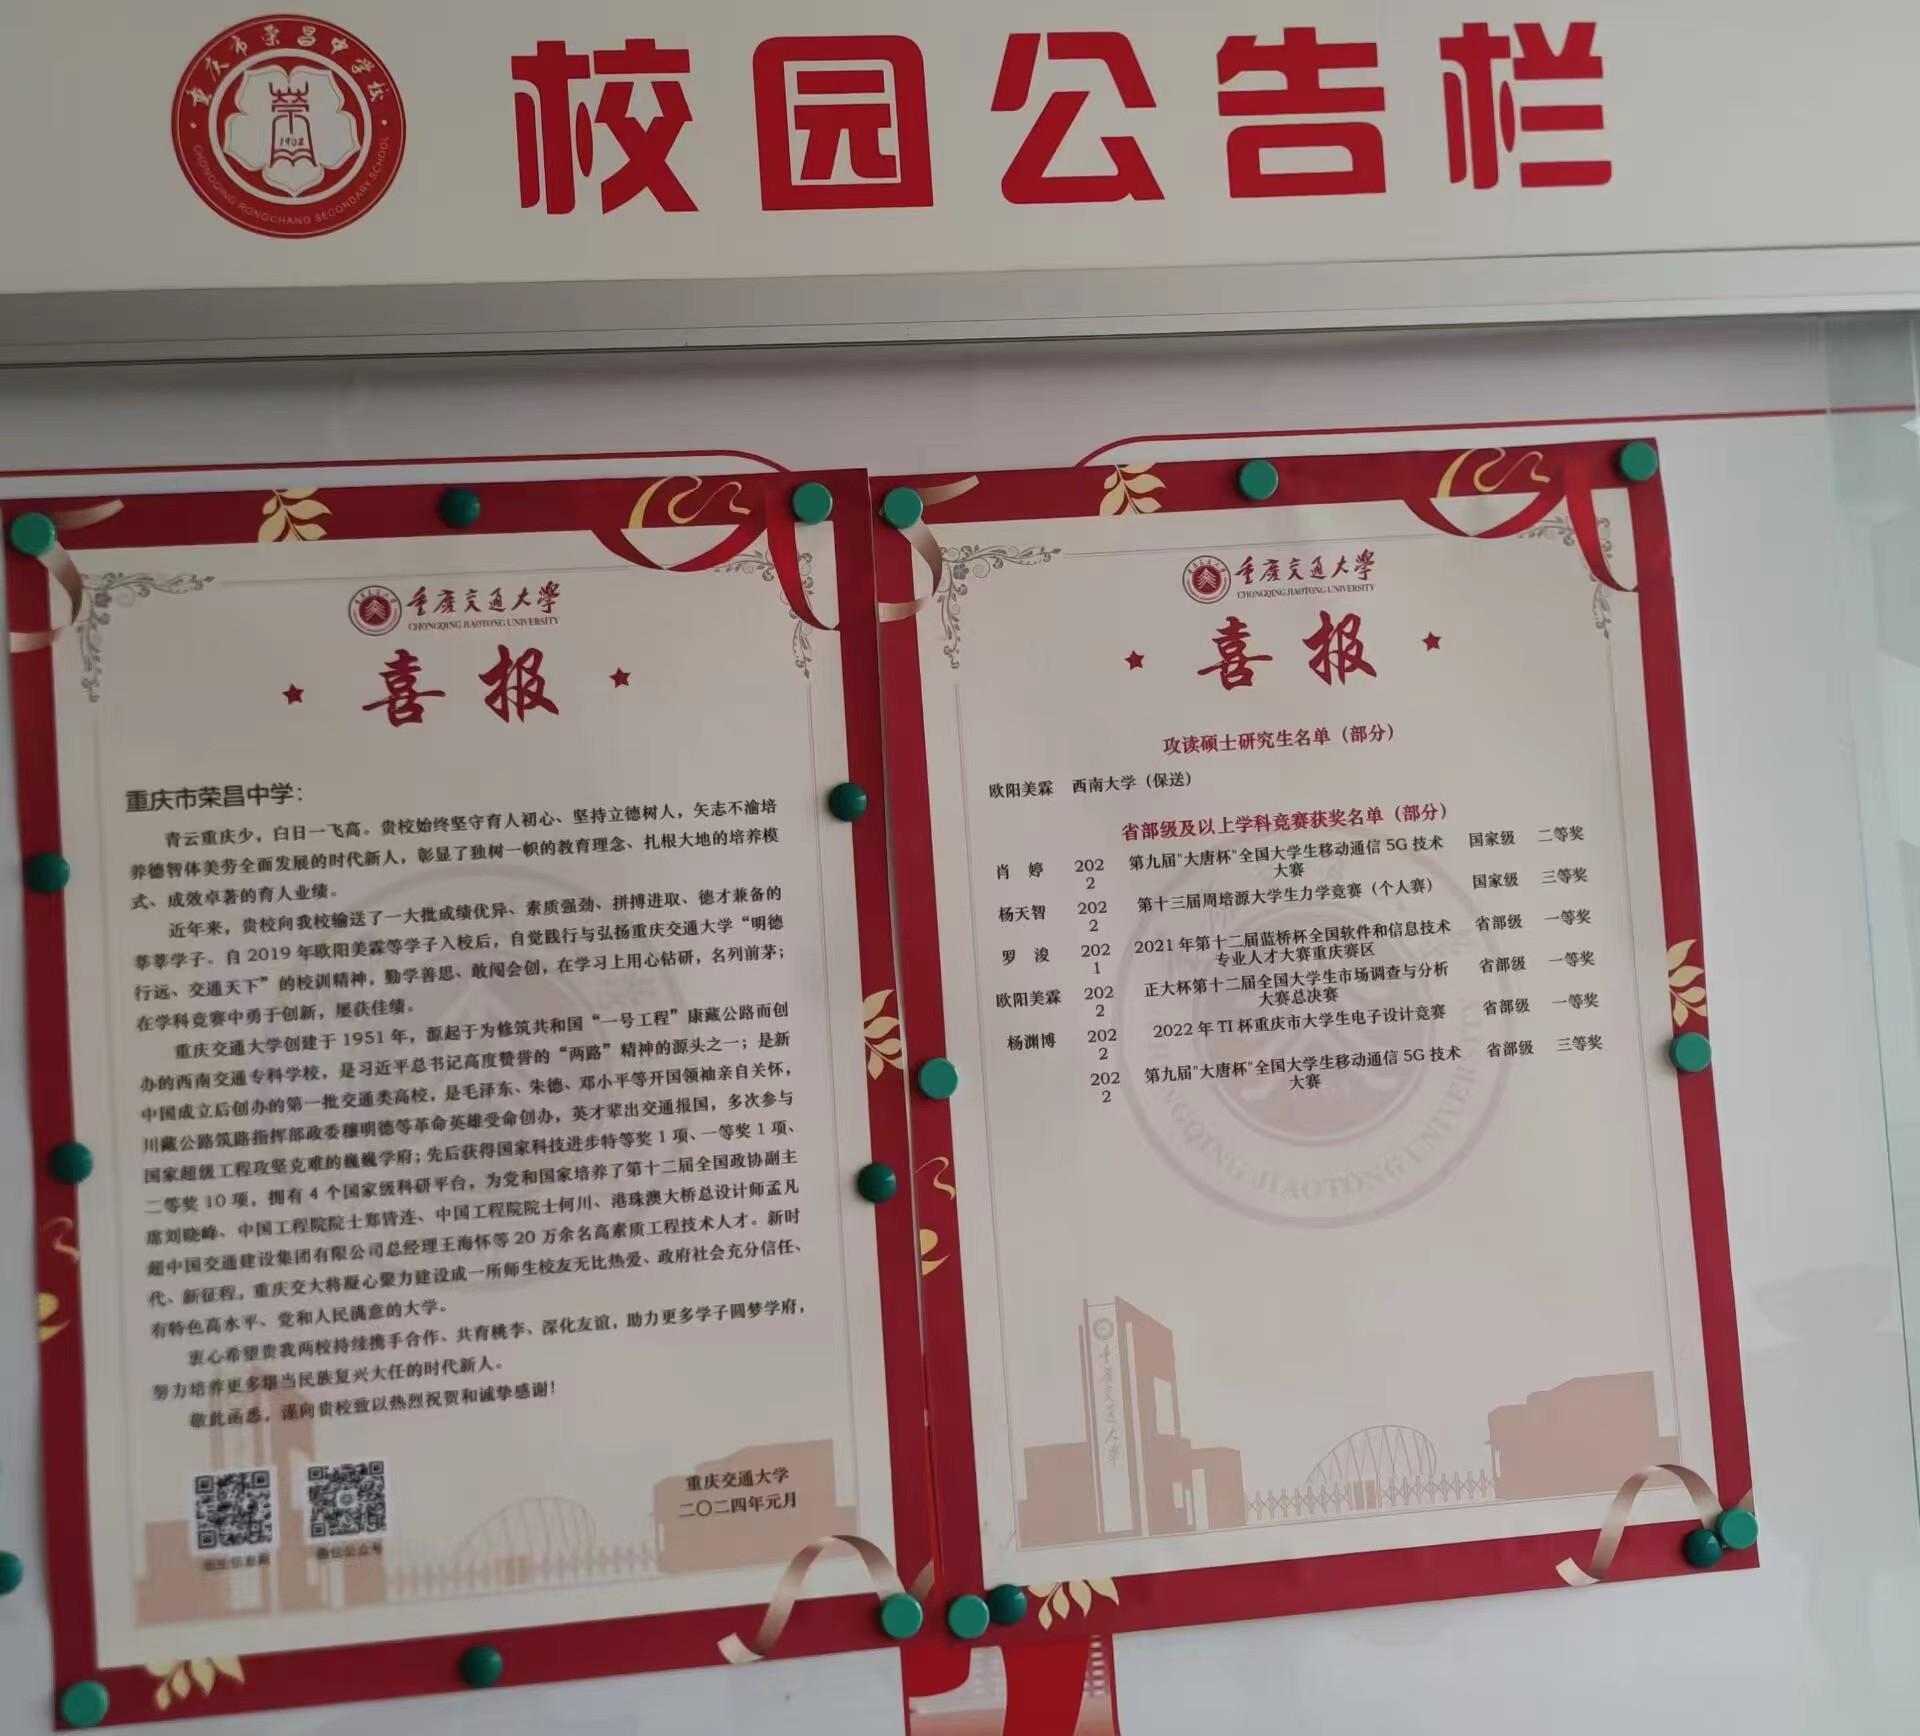 重庆市荣昌中学校
1902
CHONGQING RONGCHANG SECONDARY SCHOOL
校园公告栏
重庆交通大学
CHONGQING JIAOTONG UNIVERSITY
喜报
重庆市荣昌中学：
青云重庆少，白日一飞高。贵校始终坚守育人初心、坚持立德树人，矢志不渝培
养德智体美劳全面发展的时代新人，彰显了独树一帜的教育理念、扎根大地的培养模
式、成效卓著的育人业绩。
近年来，贵校向我校输送了一大批成绩优异、素质强劲、拼搏进取、德才兼备的
莘莘学子。自2019年欧阳美霖等学子入校后，自觉践行与弘扬重庆交通大学“明德
行远、交通天下”的校训精神，勤学善思、敢闯会创，在学习上用心钻研，名列前茅；
在学科竞赛中勇于创新，屡获佳绩。
重庆交通大学创建于1951年，源起于为修筑共和国“一号工程”康藏公路而创
办的西南交通专科学校，是习近平总书记高度赞誉的“两路”精神的源头之一；是新
中国成立后创办的第一批交通类高校，是毛泽东、朱德、邓小平等开国领袖亲自关怀，
川藏公路筑路指挥部政委穰明德等革命英雄受命创办，英才辈出交通报国，多次参与
国家超级工程攻坚克难的巍巍学府；先后获得国家科技进步特等奖1项、一等奖1项、
二等奖10项，拥有4个国家级科研平台，为党和国家培养了第十二届全国政协副主
席刘晓峰、中国工程院院士郑皆连、中国工程院院士何川、港珠澳大桥总设计师孟凡
超中国交通建设集团有限公司总经理王海怀等20万余名高素质工程技术人才。新时
代、新征程，重庆交大将凝心聚力建设成一所师生校友无比热爱、政府社会充分信任、
有特色高水平、党和人民满意的大学。
衷心希望贵我两校持续携手合作、共育桃李、深化友谊，助力更多学子圆梦学府，
努力培养更多堪当民族复兴大任的时代新人。
敬此函悉，谨向贵校致以热烈祝贺和诚挚感谢！
招生信息网 微信公众号
重庆交通大学
二〇二四年元月
重庆交通大学
CHONGQING JIAOTONG UNIVERSITY
喜报
攻读硕士研究生名单（部分）
欧阳美霖 西南大学（保送）
省部级及以上学科竞赛获奖名单（部分）
肖 婷 2022 第九届"大唐杯"全国大学生移动通信5G技术大赛 国家级 二等奖
杨天智 2022 第十三届周培源大学生力学竞赛（个人赛） 国家级 三等奖
罗 浚 2021 2021年第十二届蓝桥杯全国软件和信息技术专业人才大赛重庆赛区 省部级 一等奖
欧阳美霖 2022 正大杯第十二届全国大学生市场调查与分析大赛总决赛 省部级 一等奖
杨渊博 2022 2022年TI杯重庆市大学生电子设计竞赛 省部级 一等奖
2022 第九届"大唐杯"全国大学生移动通信5G技术大赛 省部级 三等奖
重庆交通大学